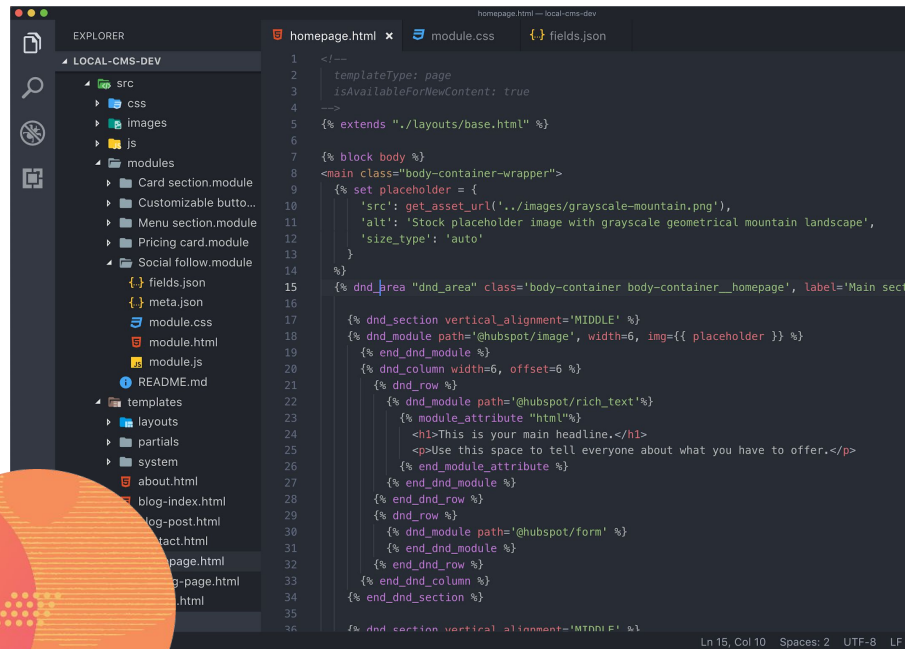 homepage.html — local-cms-dev
EXPLORER
homepage.html ×
module.css
{..} fields.json
LOCAL-CMS-DEV
src
css
images
js
modules
Card section.module
Customizable butto...
Menu section.module
Pricing card.module
Social follow.module
{..} fields.json
{..} meta.json
module.css
module.html
JS module.js
README.md
templates
layouts
partials
system
about.html
blog-index.html
log-post.html
tact.html
page.html
g-page.html
.html
1 <!--
2 templateType: page
3 isAvailableForNewContent: true
4 -->
5 {% extends "./layouts/base.html" %}
6
7 {% block body %}
8 <main class="body-container-wrapper">
9 {% set placeholder = {
10 'src': get_asset_url('../images/grayscale-mountain.png'),
11 'alt': 'Stock placeholder image with grayscale geometrical mountain landscape',
12 'size_type': 'auto'
13 }
14 %}
15 {% dnd_area "dnd_area" class='body-container body-container__homepage', label='Main sect
16
17 {% dnd_section vertical_alignment='MIDDLE' %}
18 {% dnd_module path='@hubspot/image', width=6, img={{ placeholder }} %}
19 {% end_dnd_module %}
20 {% dnd_column width=6, offset=6 %}
21 {% dnd_row %}
22 {% dnd_module path='@hubspot/rich_text'%}
23 {% module_attribute "html"%}
24 <h1>This is your main headline.</h1>
25 <p>Use this space to tell everyone about what you have to offer.</p>
26 {% end_module_attribute %}
27 {% end_dnd_module %}
28 {% end_dnd_row %}
29 {% dnd_row %}
30 {% dnd_module path='@hubspot/form' %}
31 {% end_dnd_module %}
32 {% end_dnd_row %}
33 {% end_dnd_column %}
34 {% end_dnd_section %}
35
36 {% dnd_section vertical_alignment='MIDDLE' %}
Ln 15, Col 10 Spaces: 2 UTF-8 LF